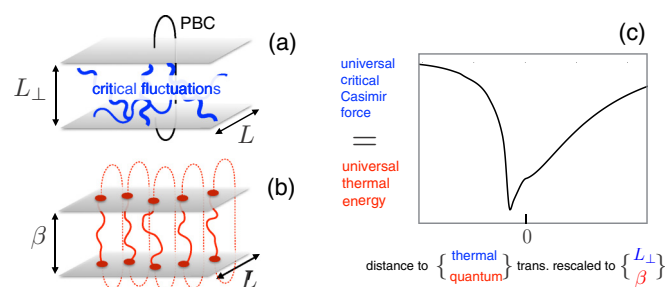 PBC
(a)
L⊥
critical fluctuations
L
(b)
β
L
(c)
universal
critical
Casimir
force
=
universal
thermal
energy
0
distance to { thermal quantum } trans. rescaled to { L⊥ β }